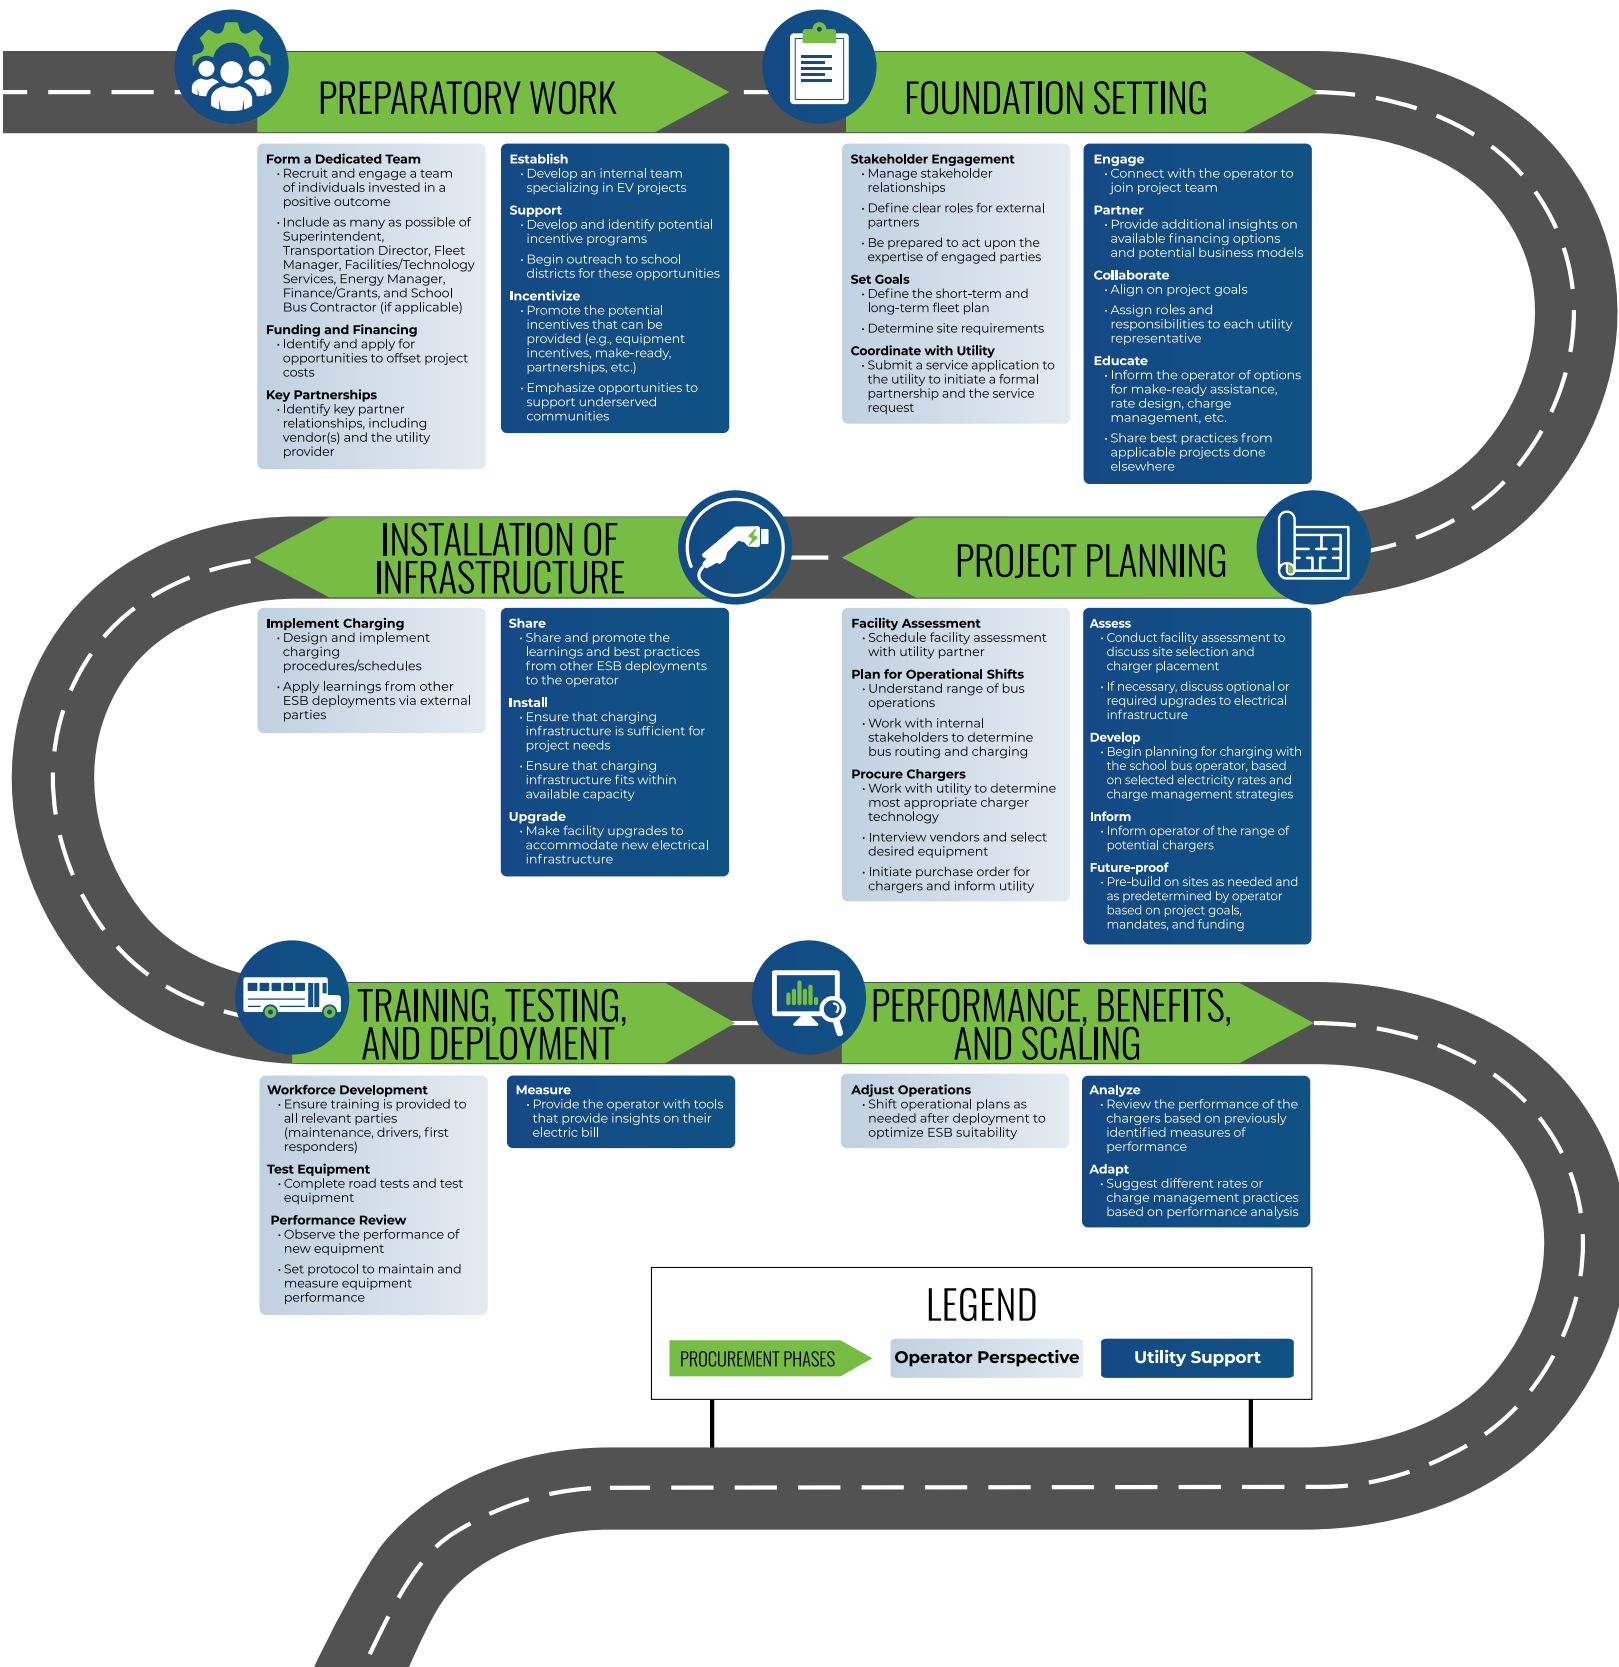 PREPARATORY WORK
Form a Dedicated Team
· Recruit and engage a team
of individuals invested in a
positive outcome
· Include as many as possible of
Superintendent,
Transportation Director, Fleet
Manager, Facilities/Technology
Services, Energy Manager,
Finance/Grants, and School
Bus Contractor (if applicable)
Funding and Financing
· Identify and apply for
opportunities to offset project
costs
Key Partnerships
· Identify key partner
relationships, including
vendor(s) and the utility
provider
Establish
· Develop an internal team
specializing in EV projects
Support
· Develop and identify potential
incentive programs
· Begin outreach to school
districts for these opportunities
Incentivize
· Promote the potential
incentives that can be
provided (e.g., equipment
incentives, make-ready,
partnerships, etc.)
· Emphasize opportunities to
support underserved
communities
FOUNDATION SETTING
Stakeholder Engagement
· Manage stakeholder
relationships
· Define clear roles for external
partners
· Be prepared to act upon the
expertise of engaged parties
Set Goals
· Define the short-term and
long-term fleet plan
· Determine site requirements
Coordinate with Utility
· Submit a service application to
the utility to initiate a formal
partnership and the service
request
Engage
· Connect with the operator to
join project team
Partner
· Provide additional insights on
available financing options
and potential business models
Collaborate
· Align on project goals
· Assign roles and
responsibilities to each utility
representative
Educate
· Inform the operator of options
for make-ready assistance,
rate design, charge
management, etc.
· Share best practices from
applicable projects done
elsewhere
PROJECT PLANNING
Facility Assessment
· Schedule facility assessment
with utility partner
Plan for Operational Shifts
· Understand range of bus
operations
· Work with internal
stakeholders to determine
bus routing and charging
Procure Chargers
· Work with utility to determine
most appropriate charger
technology
· Interview vendors and select
desired equipment
· Initiate purchase order for
chargers and inform utility
Assess
· Conduct facility assessment to
discuss site selection and
charger placement
· If necessary, discuss optional or
required upgrades to electrical
infrastructure
Develop
· Begin planning for charging with
the school bus operator, based
on selected electricity rates and
charge management strategies
Inform
· Inform operator of the range of
potential chargers
Future-proof
· Pre-build on sites as needed and
as predetermined by operator
based on project goals,
mandates, and funding
INSTALLATION OF
INFRASTRUCTURE
Implement Charging
· Design and implement
charging
procedures/schedules
· Apply learnings from other
ESB deployments via external
parties
Share
· Share and promote the
learnings and best practices
from other ESB deployments
to the operator
Install
· Ensure that charging
infrastructure is sufficient for
project needs
· Ensure that charging
infrastructure fits within
available capacity
Upgrade
· Make facility upgrades to
accommodate new electrical
infrastructure
TRAINING, TESTING,
AND DEPLOYMENT
Workforce Development
· Ensure training is provided to
all relevant parties
(maintenance, drivers, first
responders)
Test Equipment
· Complete road tests and test
equipment
Performance Review
· Observe the performance of
new equipment
· Set protocol to maintain and
measure equipment
performance
Measure
· Provide the operator with tools
that provide insights on their
electric bill
PERFORMANCE, BENEFITS,
AND SCALING
Adjust Operations
· Shift operational plans as
needed after deployment to
optimize ESB suitability
Analyze
· Review the performance of the
chargers based on previously
identified measures of
performance
Adapt
· Suggest different rates or
charge management practices
based on performance analysis
LEGEND
PROCUREMENT PHASES
Operator Perspective
Utility Support